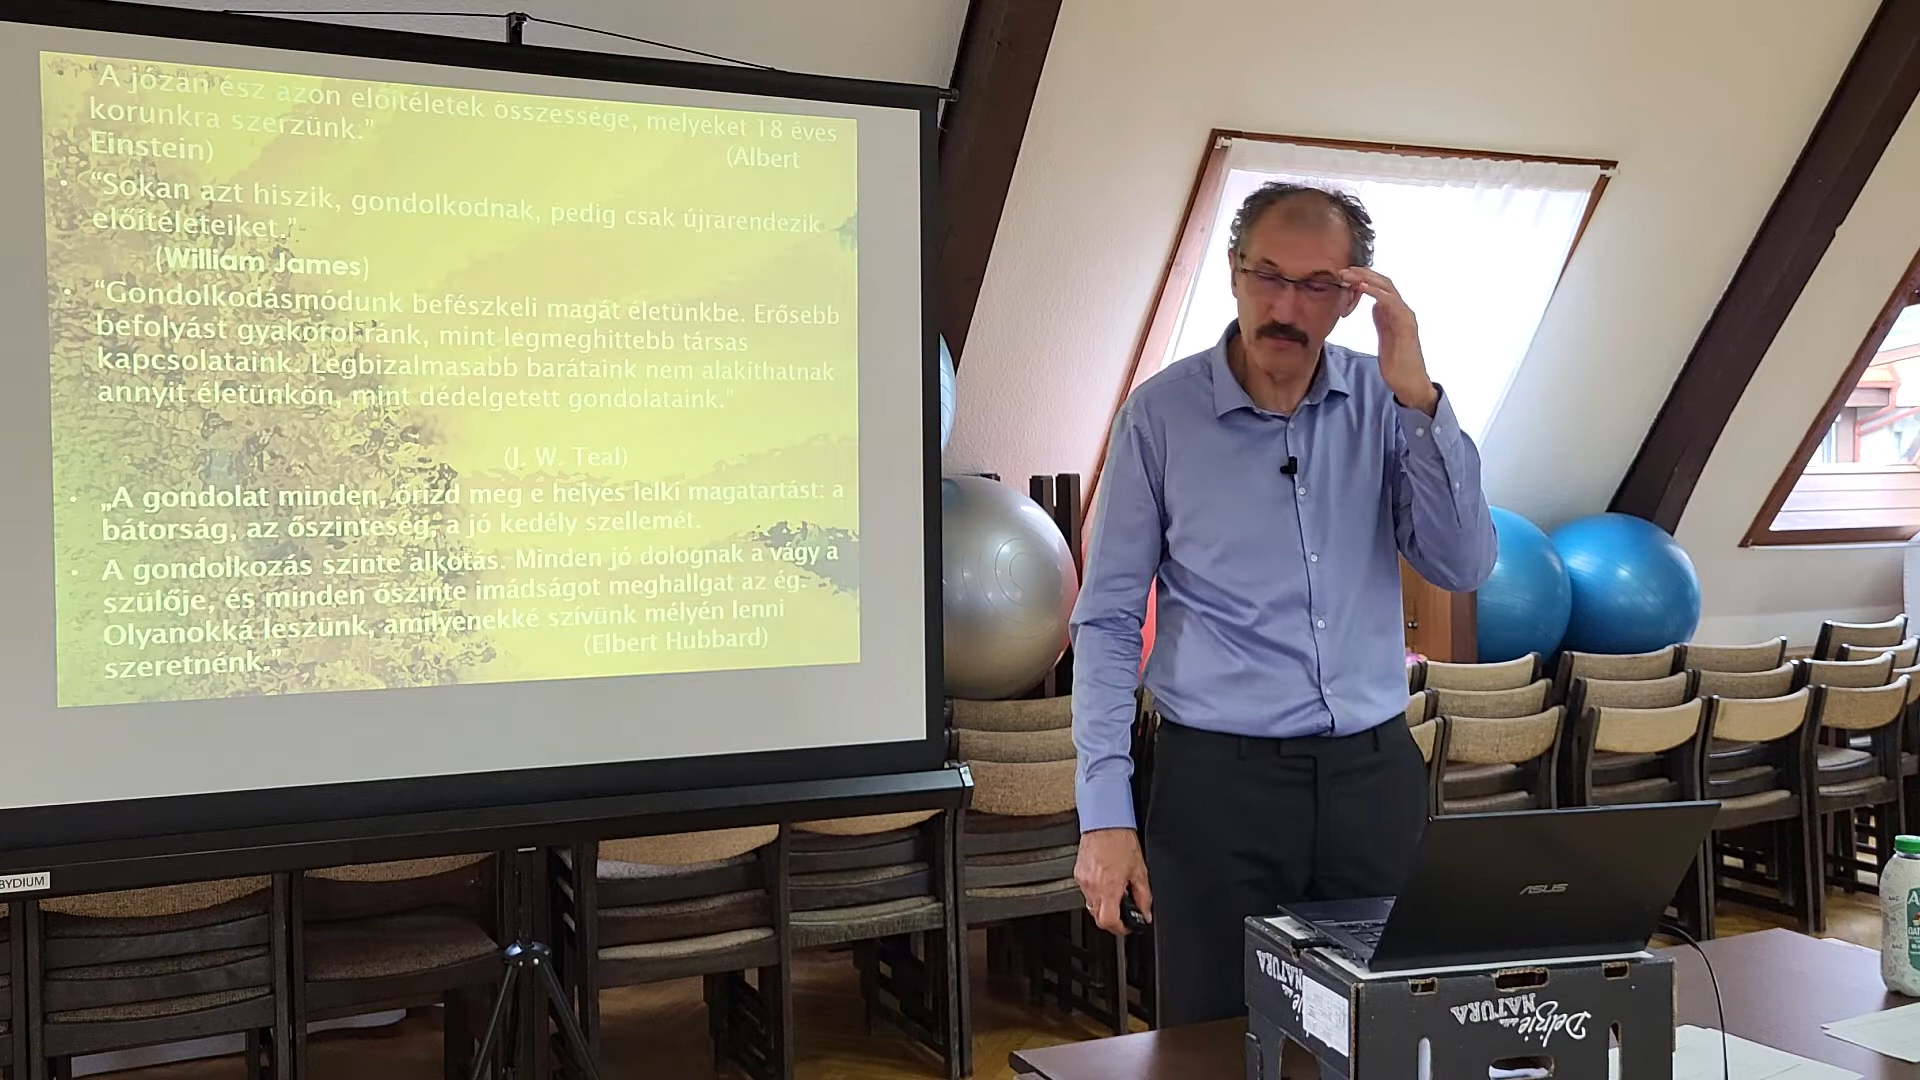 "A józan ész azon előítéletek összessége, melyeket 18 éves
korunkra szerzünk."
(Albert
Einstein)
• "Sokan azt hiszik, gondolkodnak, pedig csak újrarendezik
előítéleteiket."
(William James)
• "Gondolkodásmódunk befészkeli magát életünkbe. Erősebb
befolyást gyakorol ránk, mint legmeghittebb társas
kapcsolataink. Legbizalmasabb barátaink nem alakíthatnak
annyit életünkön, mint dédelgetett gondolataink."
(J. W. Teal)
• „A gondolat minden, őrizd meg e helyes lelki magatartást: a
bátorság, az őszinteség, a jó kedély szellemét.
• A gondolkozás szinte alkotás. Minden jó dolognak a vágy a
szülője, és minden őszinte imádságot meghallgat az ég.
Olyanokká leszünk, amilyenekké szívünk mélyén lenni
szeretnénk."
(Elbert Hubbard)
BYDIUM
ASUS
Delizie della
NATURA
NATURA